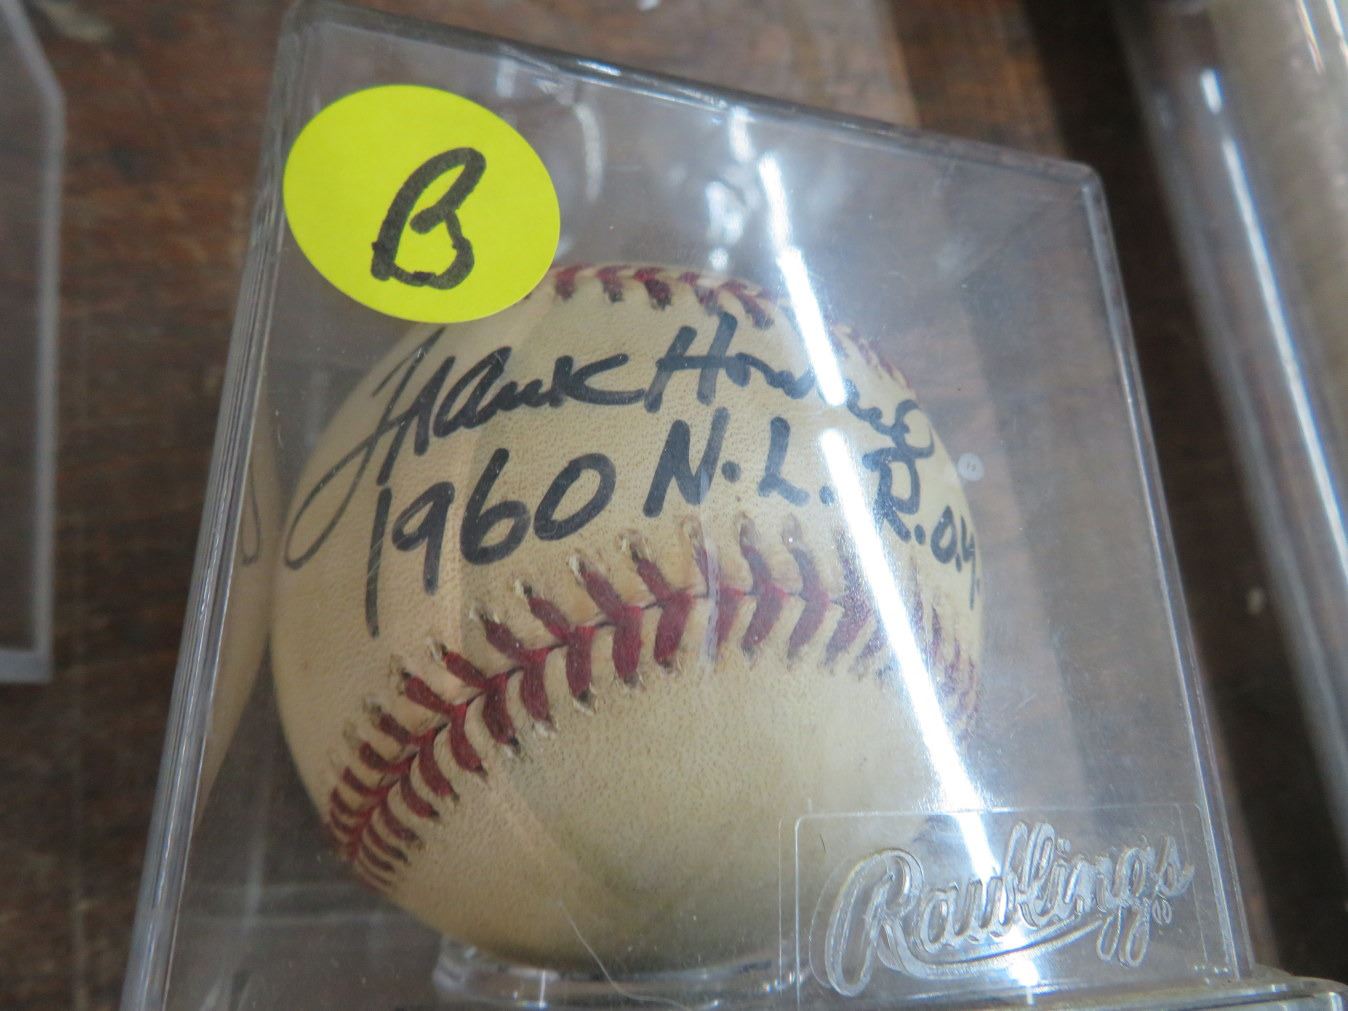 B
Frank Howard
1960 N.L. R.O.Y.
Rawlings